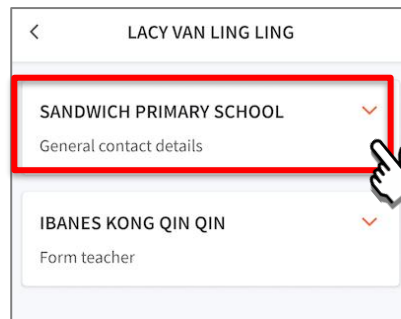 LACY VAN LING LING
SANDWICH PRIMARY SCHOOL
General contact details
IBANES KONG QIN QIN
Form teacher